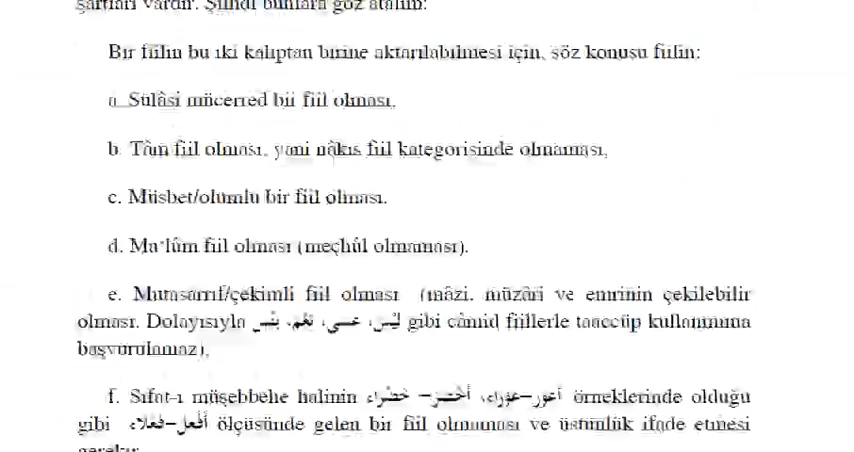 şartları vardır. Şimdi bunlara göz atalım:
Bir fiilin bu iki kalıptan birine aktarılabilmesi için, söz konusu fiilin:
a. Sülâsi mücerred bir fiil olması,
b. Tâm fiil olması, yani nâkıs fiil kategorisinde olmaması,
c. Müsbet/olumlu bir fiil olması.
d. Ma‘lûm fiil olması (meçhûl olmaması).
e. Mutasarrıf/çekimli fiil olması (mâzi, müzâri ve emrinin çekilebilir
olması. Dolayısıyla لَيْسَ، عَسى، نِعْمَ، بِئْسَ gibi câmid fiillerle taaccüp kullanımına
başvurulamaz),
f. Sıfat-ı müşebbehe halinin أعور-عوراء، أخضر- خضراء örneklerinde olduğu
gibi أفعل-فعلاء ölçüsünde gelen bir fiil olmaması ve üstünlük ifade etmesi
gerekir.